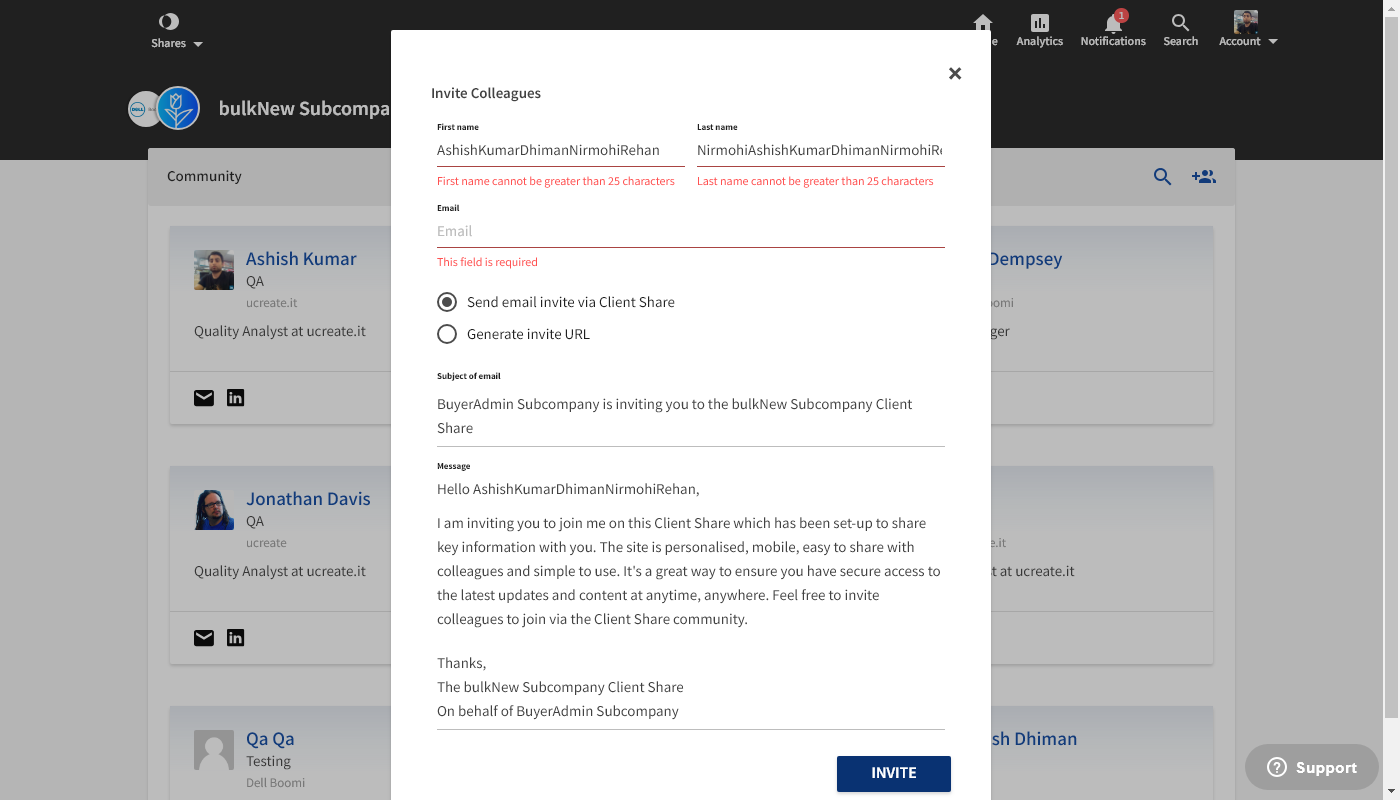 Shares
Analytics
Notifications
1
Search
Account
bulkNew Subcompa
DELL
Community
Invite Colleagues
First name
Last name
AshishKumarDhimanNirmohiRehan
NirmohiAshishKumarDhimanNirmohiRe
First name cannot be greater than 25 characters
Last name cannot be greater than 25 characters
Email
Email
This field is required
Send email invite via Client Share
Generate invite URL
Subject of email
BuyerAdmin Subcompany is inviting you to the bulkNew Subcompany Client
Share
Message
Hello AshishKumarDhimanNirmohiRehan,
I am inviting you to join me on this Client Share which has been set-up to share
key information with you. The site is personalised, mobile, easy to share with
colleagues and simple to use. It's a great way to ensure you have secure access to
the latest updates and content at anytime, anywhere. Feel free to invite
colleagues to join via the Client Share community.
Thanks,
The bulkNew Subcompany Client Share
On behalf of BuyerAdmin Subcompany
INVITE
Ashish Kumar
QA
ucreate.it
Quality Analyst at ucreate.it
in
Jonathan Davis
QA
ucreate
Quality Analyst at ucreate.it
in
Qa Qa
Testing
Dell Boomi
Dempsey
oomi
ger
e.it
t at ucreate.it
sh Dhiman
Support